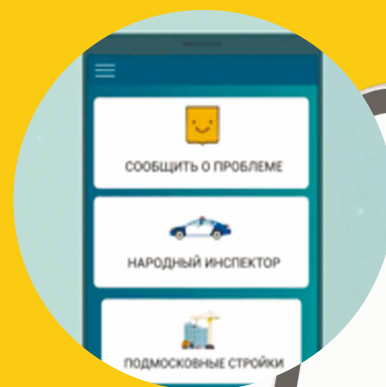 СООБЩИТЬ О ПРОБЛЕМЕ
НАРОДНЫЙ ИНСПЕКТОР
ПОДМОСКОВНЫЕ СТРОЙКИ